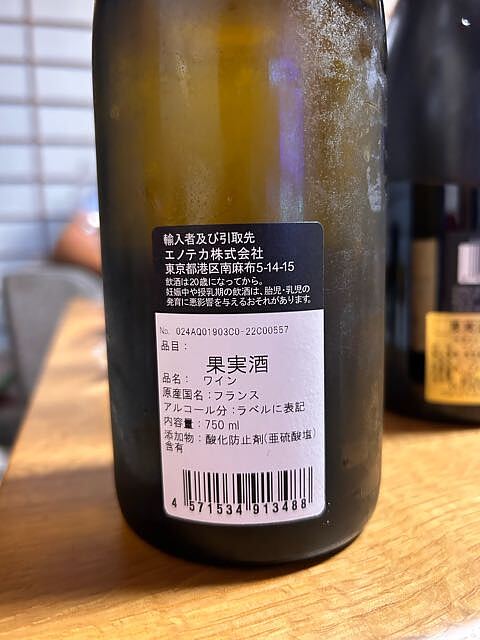 輸入者及び引取先
エノテカ株式会社
東京都港区南麻布5-14-15
飲酒は20歳になってから。
妊娠中や授乳期の飲酒は、胎児・乳児の
発育に悪影響を与えるおそれがあります。
No. 024AQ01903C0-22C00557
品目：
果実酒
品名： ワイン
原産国名：フランス
アルコール分：ラベルに表記
内容量：750 ml
添加物：酸化防止剤(亜硫酸塩)
含有
4 571534 913488
果実